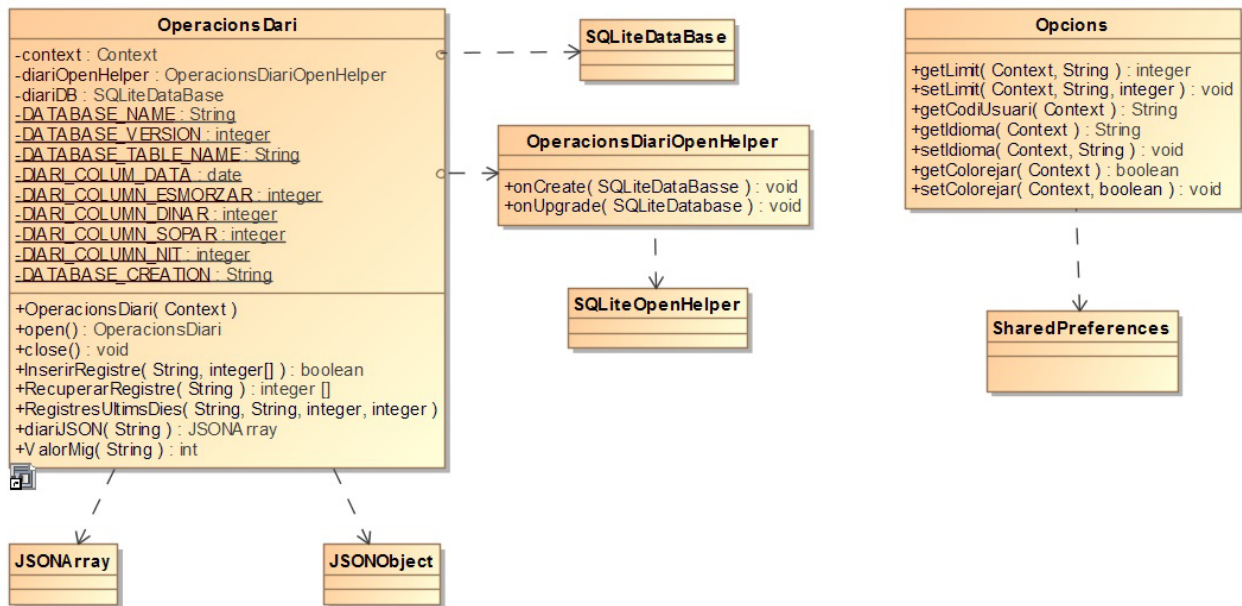 OperacionsDari
-context : Context
-diariOpenHelper : OperacionsDiariOpenHelper
-diariDB : SQLiteDataBase
-DATABASE_NAME : String
-DATABASE_VERSION : integer
-DATABASE_TABLE_NAME : String
-DIARI_COLUM_DATA : date
-DIARI_COLUMN_ESMORZAR : integer
-DIARI_COLUMN_DINAR : integer
-DIARI_COLUMN_SOPAR : integer
-DIARI_COLUMN_NIT : integer
-DATABASE_CREATION : String
+OperacionsDiari( Context )
+open() : OperacionsDiari
+close() : void
+InserirRegistre( String, integer[] ) : boolean
+RecuperarRegistre( String ) : integer []
+RegistresUltimsDies( String, String, integer, integer )
+diariJSON( String ) : JSONArray
+ValorMig( String ) : int
SQLiteDataBase
OperacionsDiariOpenHelper
+onCreate( SQLiteDataBasse ) : void
+onUpgrade( SQLiteDatabase ) : void
SQLiteOpenHelper
Opcions
+getLimit( Context, String ) : integer
+setLimit( Context, String, integer ) : void
+getCodiUsuari( Context ) : String
+getIdioma( Context ) : String
+setIdioma( Context, String ) : void
+getColorejar( Context ) : boolean
+setColorejar( Context, boolean ) : void
SharedPreferences
JSONArray
JSONObject